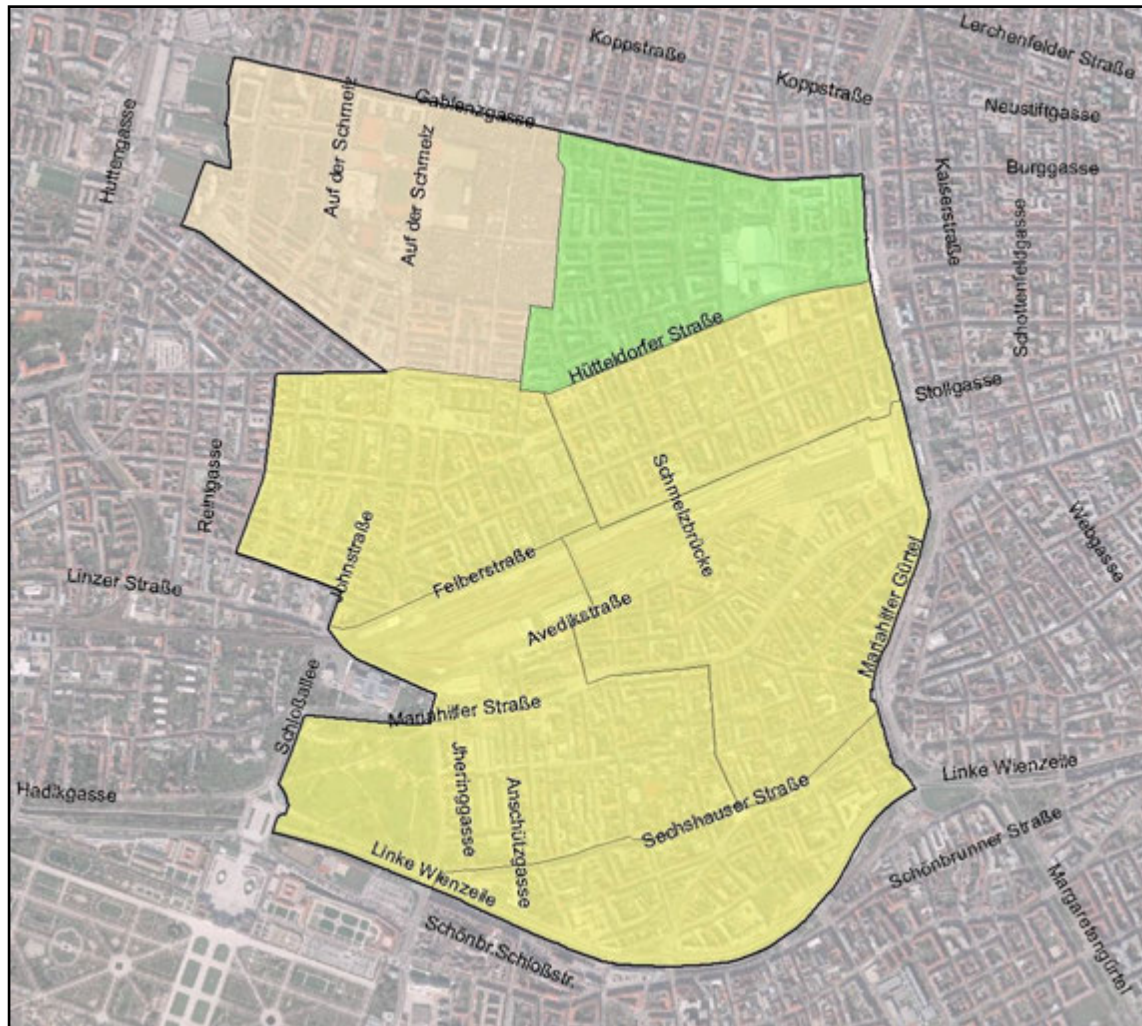 Lerchenfelder Straße
Koppstraße
Koppstraße
Gablenzgasse
Neustiftgasse
Huttengasse
Auf der Schmelz
Auf der Schmelz
Burggasse
Kaiserstraße
Schottenfeldgasse
Hütteldorfer Straße
Stollgasse
Reinlgasse
Schmelzbrücke
Webgasse
Johnstraße
Felberstraße
Linzer Straße
Avedikstraße
Mariahilfer Gürtel
Schloßallee
Mariahilfer Straße
Jheringgasse
Anschützgasse
Linke Wienzeile
Hadikgasse
Sechshauser Straße
Linke Wienzeile
Schönbrunner Straße
Schönbr.Schloßstr.
Margaretengürtel